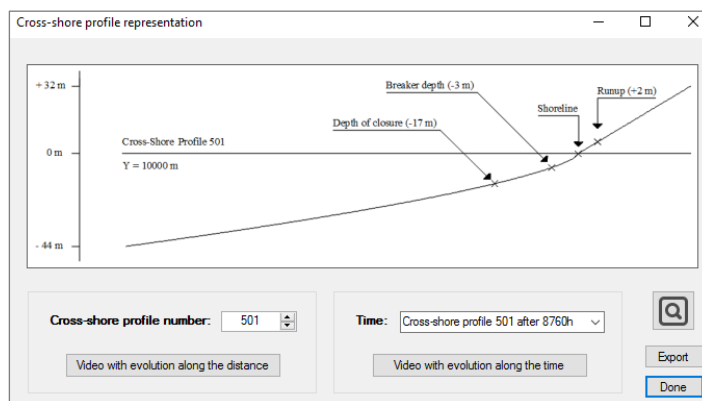 Cross-shore profile representation
+ 32 m
Breaker depth (-3 m)
Runup (+2 m)
Shoreline
Depth of closure (-17 m)
Cross-Shore Profile 501
0 m
Y = 10000 m
- 44 m
Cross-shore profile number: 501
Time: Cross-shore profile 501 after 8760h
Video with evolution along the distance
Video with evolution along the time
Export
Done